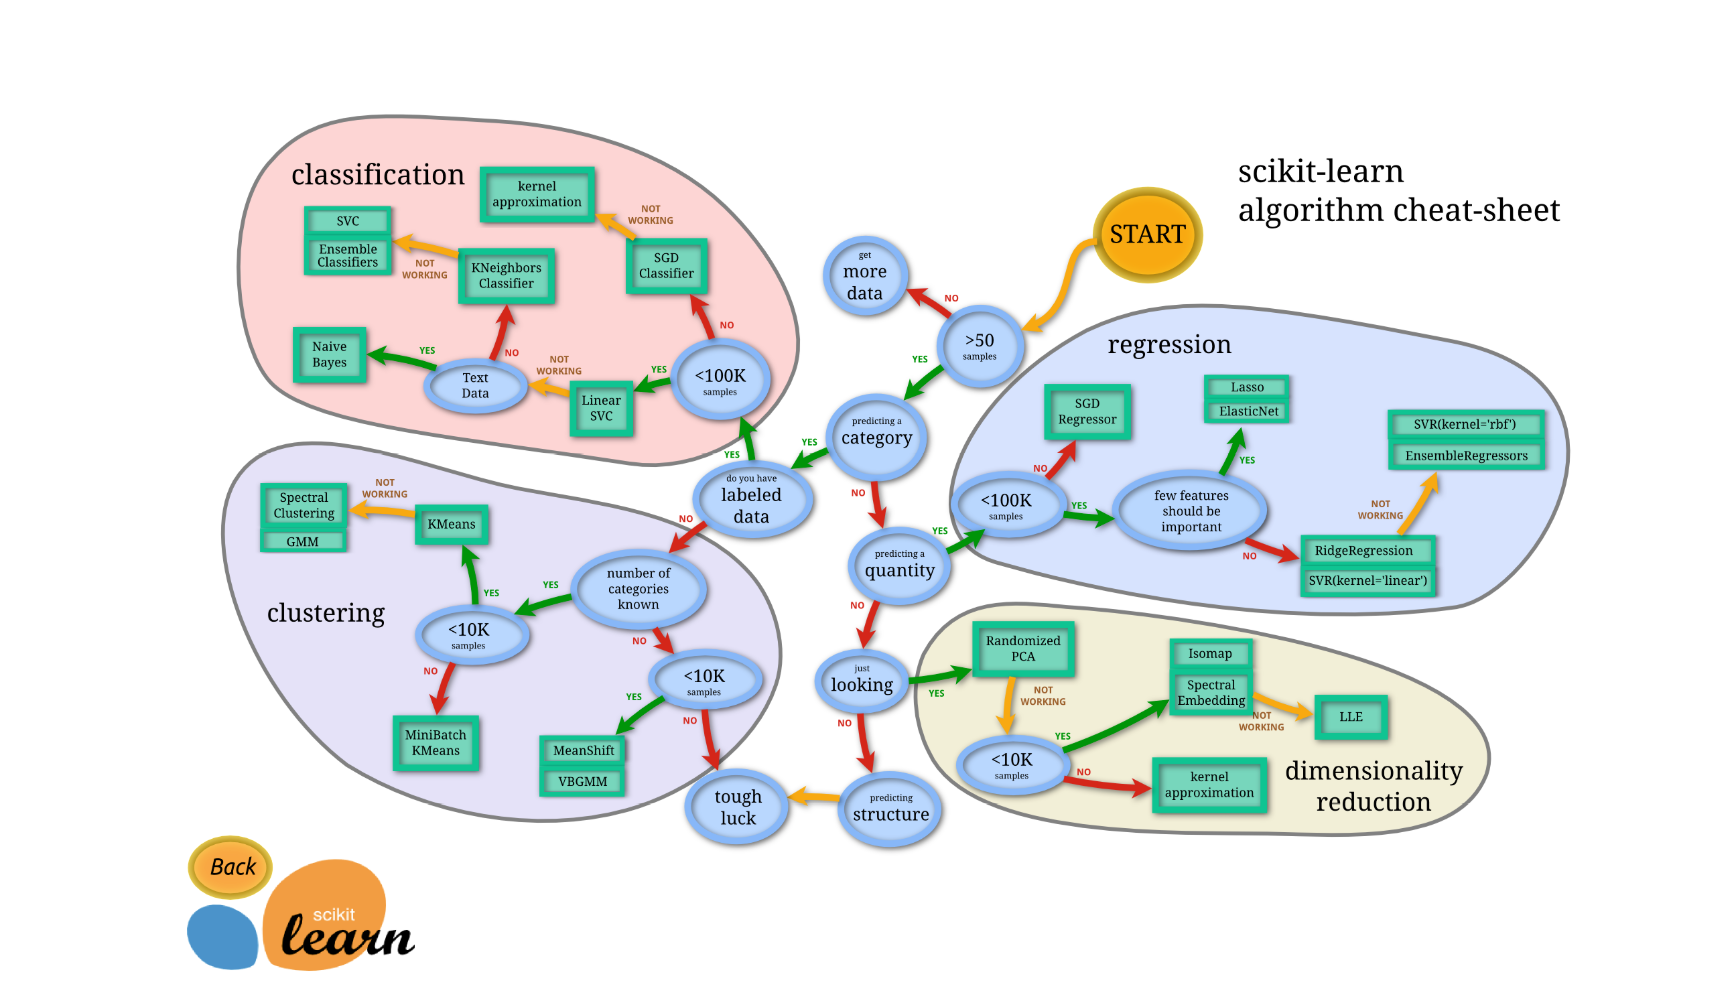 scikit-learn
algorithm cheat-sheet
START
get
more
data
NO
>50
samples
YES
predicting a
category
YES
NO
do you have
labeled
data
YES
NO
predicting a
quantity
YES
NO
just
looking
YES
NO
predicting
structure
tough
luck
classification
kernel
approximation
NOT
WORKING
SVC
Ensemble
Classifiers
NOT
WORKING
KNeighbors
Classifier
SGD
Classifier
NO
Naive
Bayes
YES
NO
Text
Data
NOT
WORKING
Linear
SVC
YES
<100K
samples
regression
SGD
Regressor
NO
<100K
samples
YES
Lasso
ElasticNet
YES
few features
should be
important
NO
SVR(kernel='rbf')
EnsembleRegressors
NOT
WORKING
RidgeRegression
SVR(kernel='linear')
clustering
Spectral
Clustering
GMM
NOT
WORKING
KMeans
YES
<10K
samples
YES
number of
categories
known
NO
NO
MiniBatch
KMeans
<10K
samples
YES
NO
MeanShift
VBGMM
dimensionality
reduction
Randomized
PCA
NOT
WORKING
<10K
samples
YES
NO
Isomap
Spectral
Embedding
NOT
WORKING
LLE
kernel
approximation
Back
scikit
learn